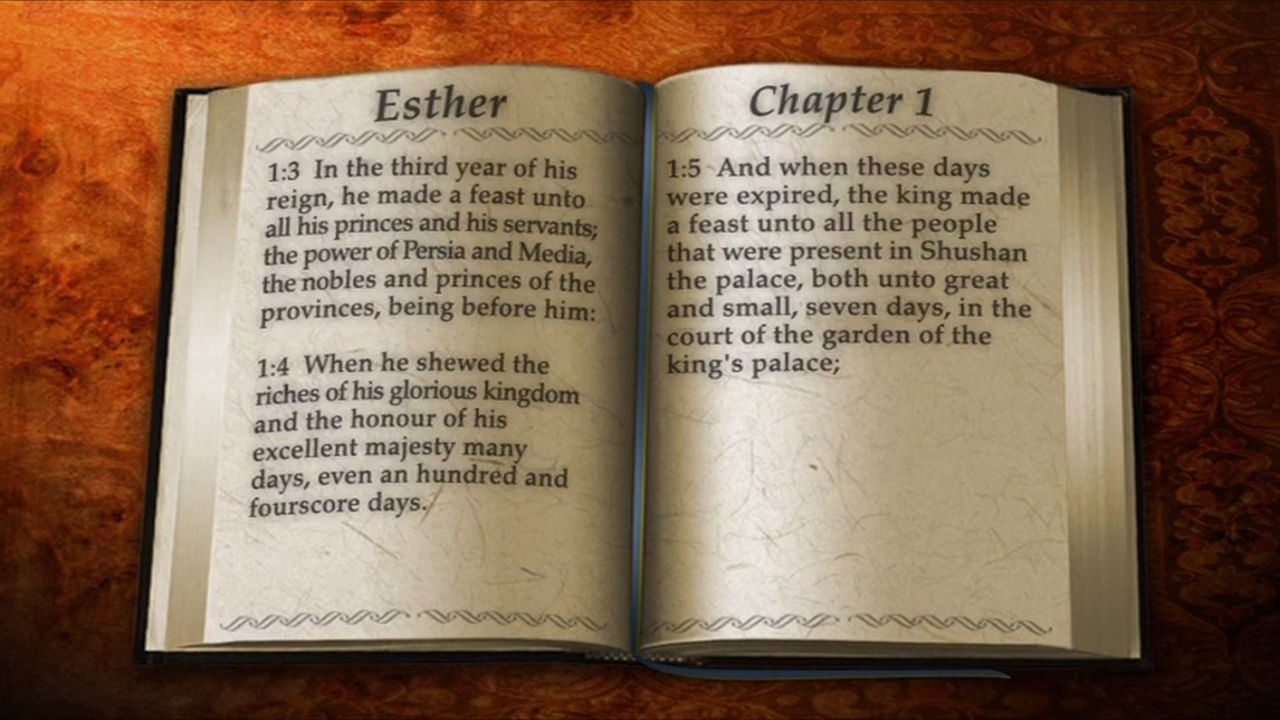 Esther
1:3 In the third year of his
reign, he made a feast unto
all his princes and his servants;
the power of Persia and Media,
the nobles and princes of the
provinces, being before him:
1:4 When he shewed the
riches of his glorious kingdom
and the honour of his
excellent majesty many
days, even an hundred and
fourscore days.
Chapter 1
1:5 And when these days
were expired, the king made
a feast unto all the people
that were present in Shushan
the palace, both unto great
and small, seven days, in the
court of the garden of the
king's palace;